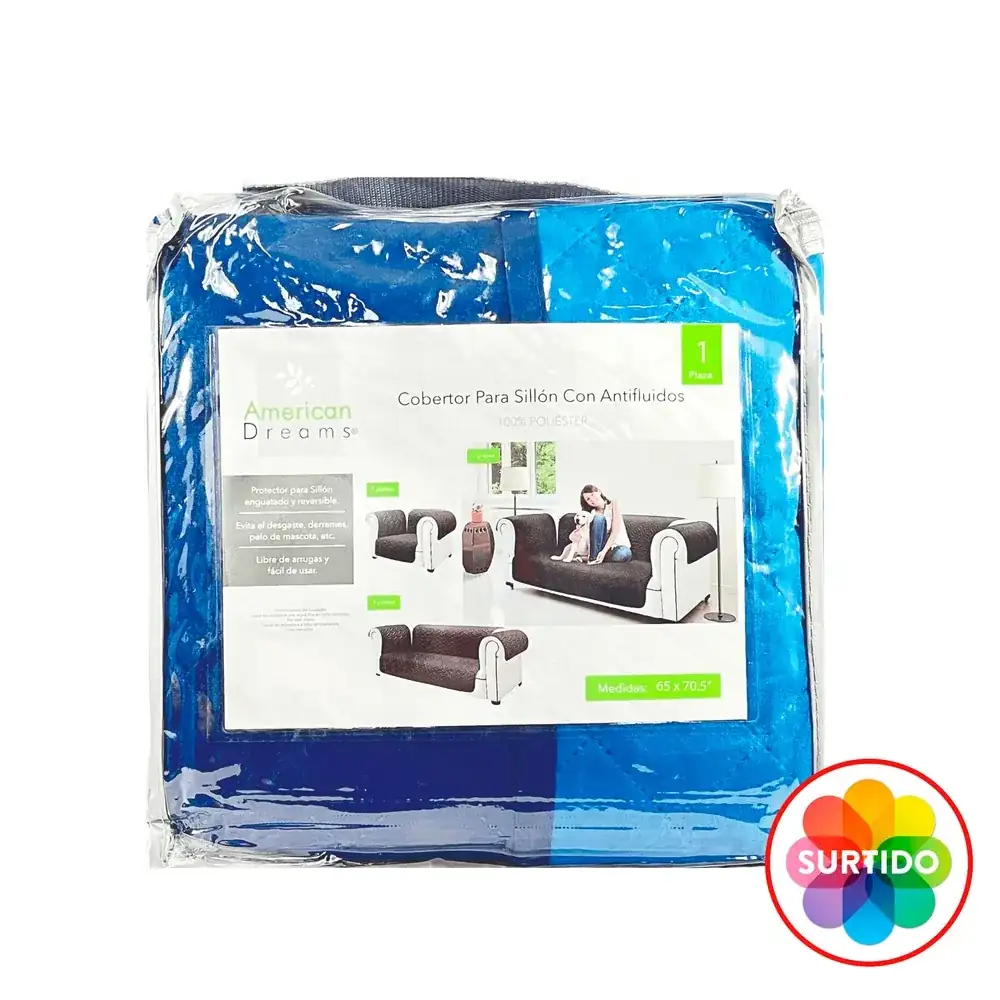 1
Plaza
American
Dreams®
Cobertor Para Sillón Con Antifluidos
100% POLIÉSTER
Protector para Sillón
enguatado y reversible.
Evita el desgaste, derrames,
pelo de mascota, etc.
Libre de arrugas y
fácil de usar.
Medidas: 65 x 70.5"
SURTIDO